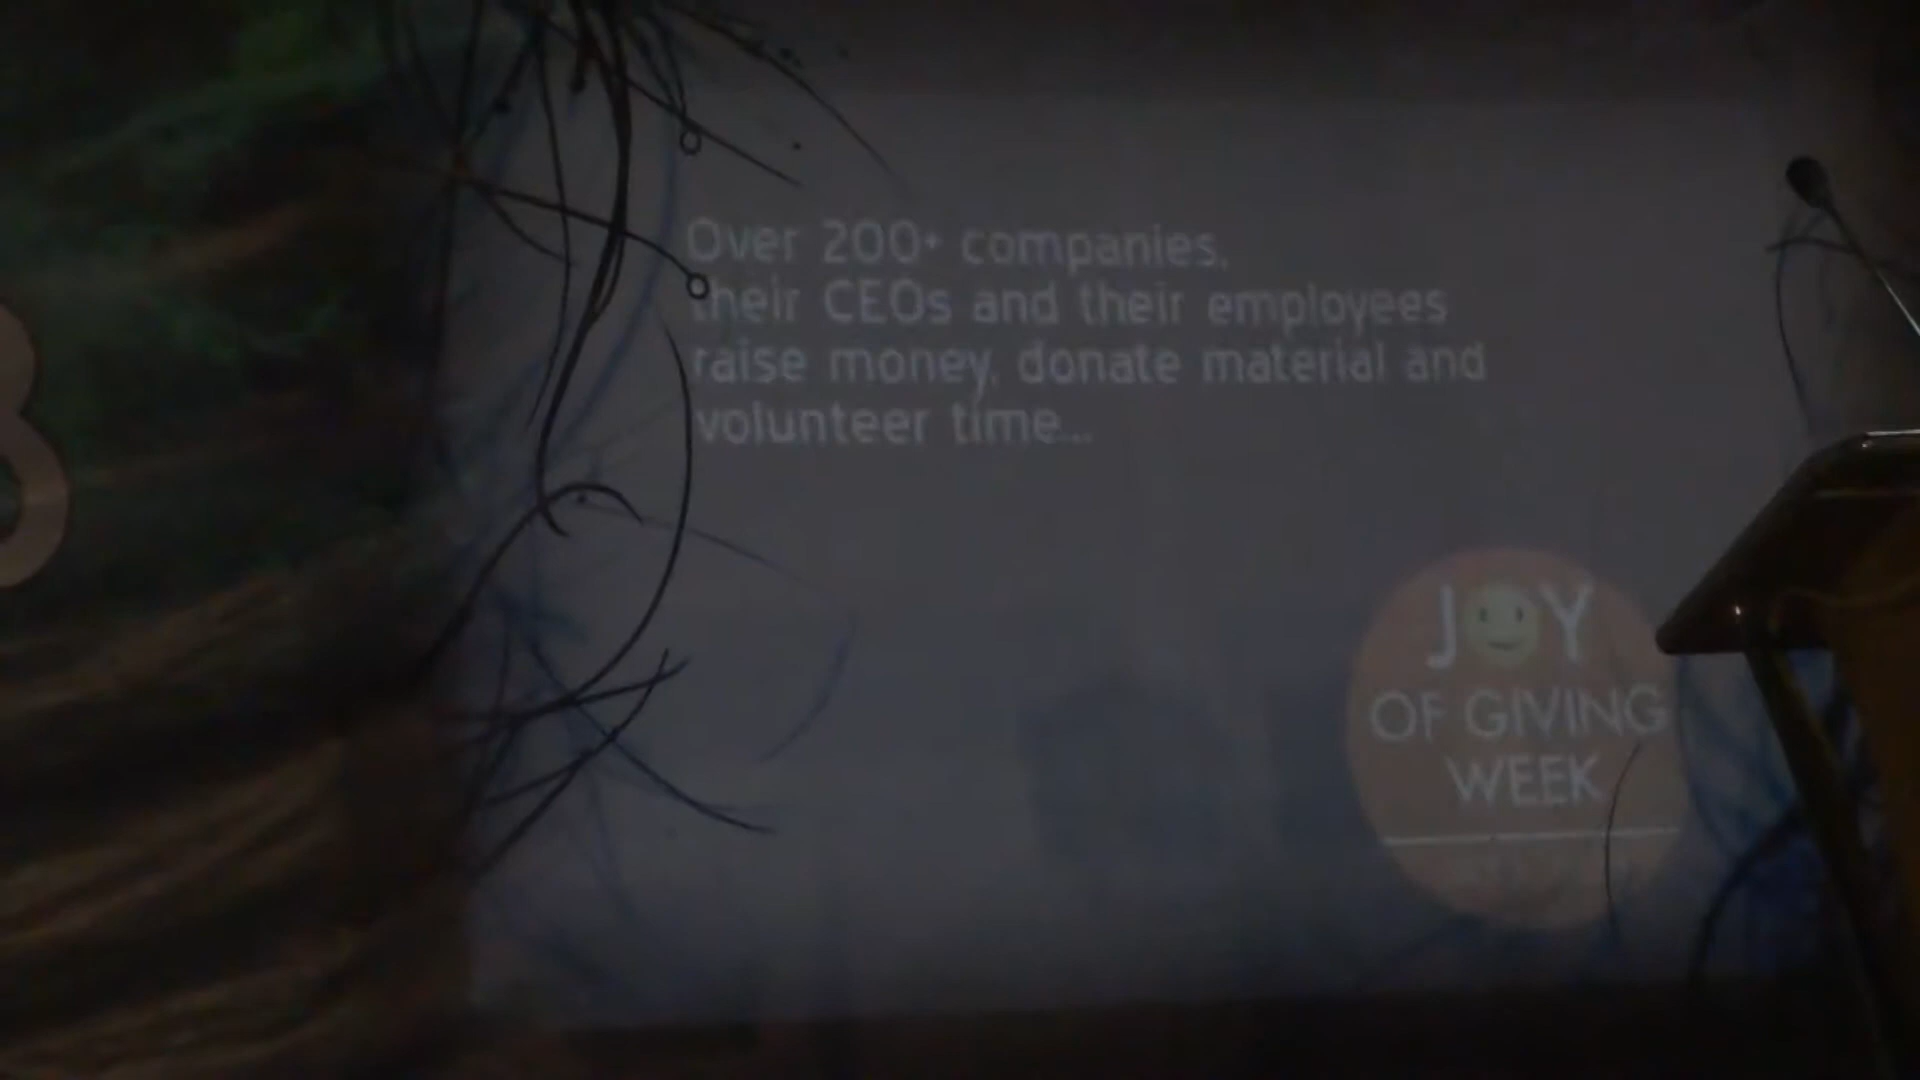 Over 200+ companies,
their CEOs and their employees
raise money, donate material and
volunteer time...
JOY
OF GIVING
WEEK